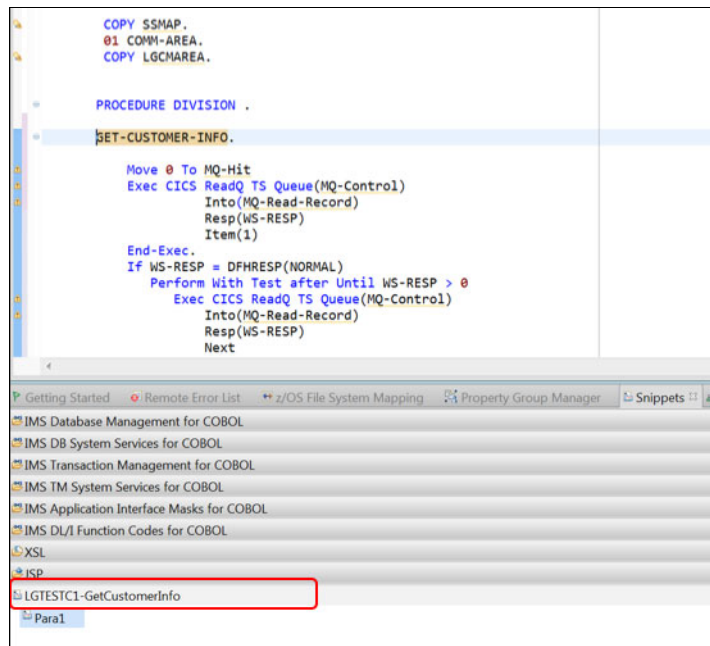 COPY SSMAP.
01 COMM-AREA.
COPY LGCMAREA.
PROCEDURE DIVISION .
GET-CUSTOMER-INFO.
Move 0 To MQ-Hit
Exec CICS ReadQ TS Queue(MQ-Control)
Into(MQ-Read-Record)
Resp(WS-RESP)
Item(1)
End-Exec.
If WS-RESP = DFHRESP(NORMAL)
Perform With Test after Until WS-RESP > 0
Exec CICS ReadQ TS Queue(MQ-Control)
Into(MQ-Read-Record)
Resp(WS-RESP)
Next
Getting Started Remote Error List z/OS File System Mapping Property Group Manager Snippets
IMS Database Management for COBOL
IMS DB System Services for COBOL
IMS Transaction Management for COBOL
IMS TM System Services for COBOL
IMS Application Interface Masks for COBOL
IMS DL/I Function Codes for COBOL
XSL
JSP
LGTESTC1-GetCustomerInfo
Para1